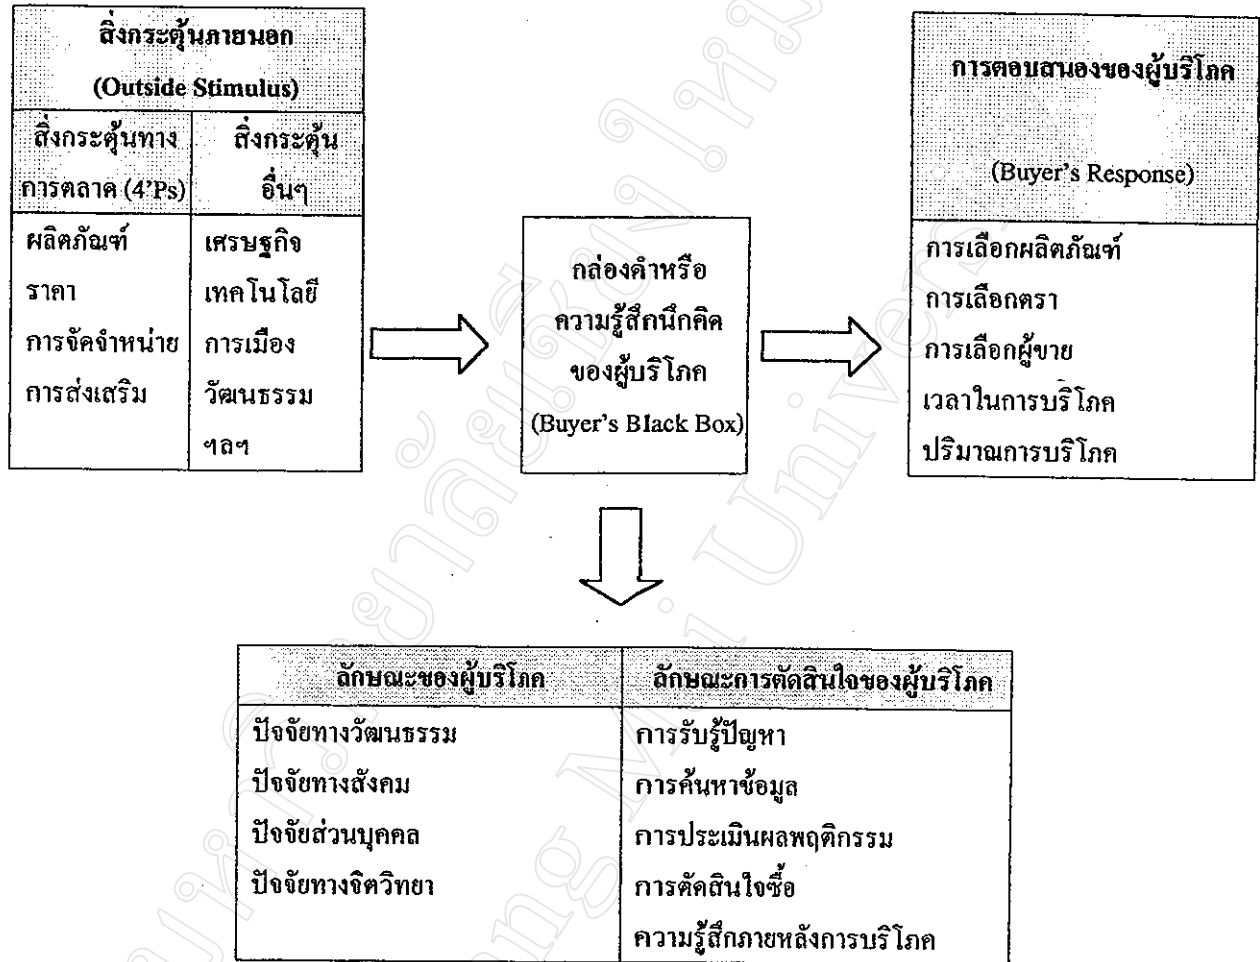 สิ่งกระตุ้นภายนอก
(Outside Stimulus)
สิ่งกระตุ้นทาง
การตลาด (4'Ps)
สิ่งกระตุ้น
อื่นๆ
ผลิตภัณฑ์
ราคา
การจัดจำหน่าย
การส่งเสริม
เศรษฐกิจ
เทคโนโลยี
การเมือง
วัฒนธรรม
ฯลฯ
กล่องดำหรือ
ความรู้สึกนึกคิด
ของผู้บริโภค
(Buyer's Black Box)
การตอบสนองของผู้บริโภค
(Buyer's Response)
การเลือกผลิตภัณฑ์
การเลือกตรา
การเลือกผู้ขาย
เวลาในการบริโภค
ปริมาณการบริโภค
ลักษณะของผู้บริโภค
ปัจจัยทางวัฒนธรรม
ปัจจัยทางสังคม
ปัจจัยส่วนบุคคล
ปัจจัยทางจิตวิทยา
ลักษณะการตัดสินใจของผู้บริโภค
การรับรู้ปัญหา
การค้นหาข้อมูล
การประเมินผลพฤติกรรม
การตัดสินใจซื้อ
ความรู้สึกภายหลังการบริโภค